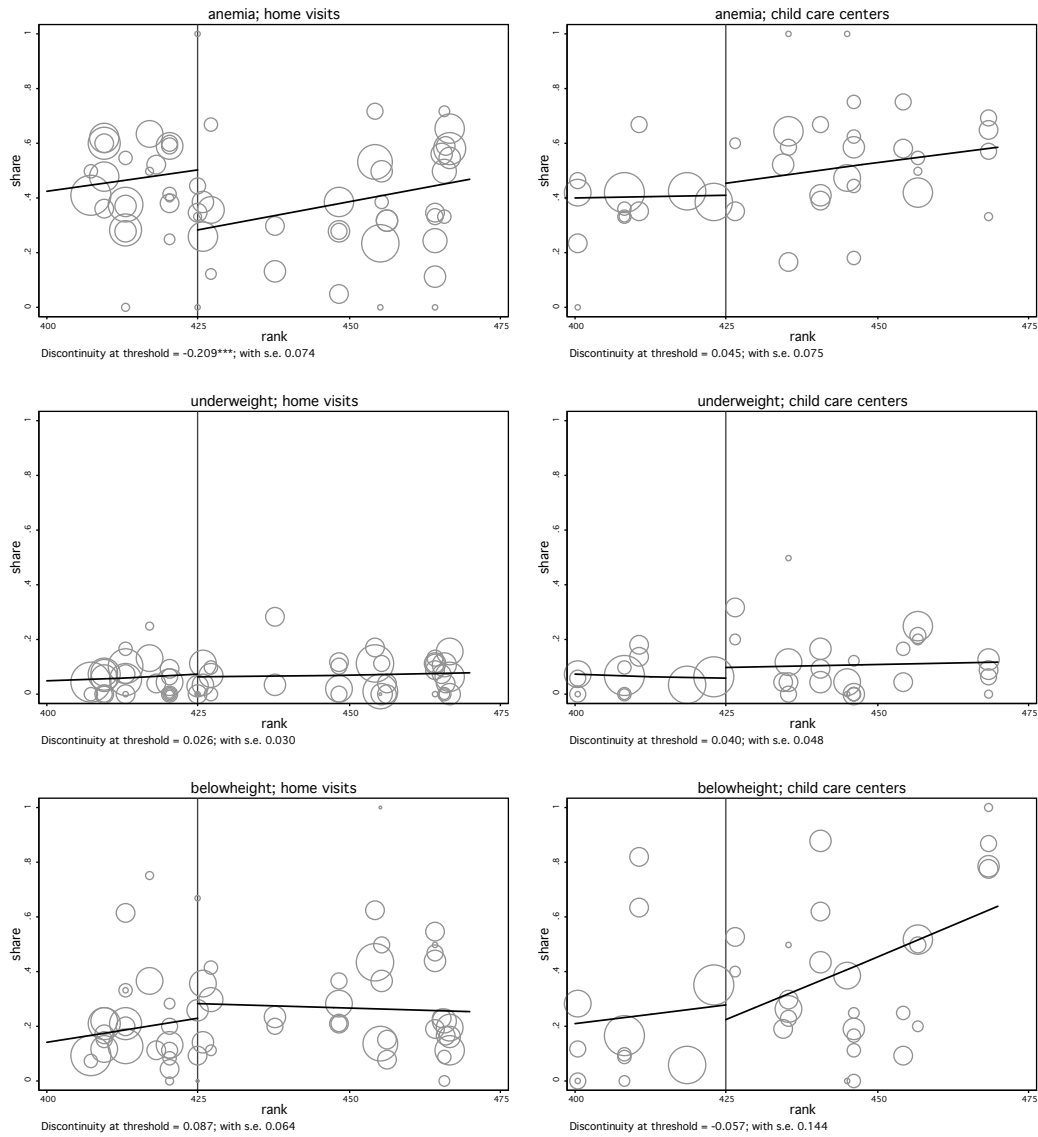 anemia; home visits
share
0 .2 .4 .6 .8 1
400 425 450 475
rank
Discontinuity at threshold = -0.209***; with s.e. 0.074
anemia; child care centers
share
0 .2 .4 .6 .8 1
400 425 450 475
rank
Discontinuity at threshold = 0.045; with s.e. 0.075
underweight; home visits
share
0 .2 .4 .6 .8 1
400 425 450 475
rank
Discontinuity at threshold = 0.026; with s.e. 0.030
underweight; child care centers
share
0 .2 .4 .6 .8 1
400 425 450 475
rank
Discontinuity at threshold = 0.040; with s.e. 0.048
belowheight; home visits
share
0 .2 .4 .6 .8 1
400 425 450 475
rank
Discontinuity at threshold = 0.087; with s.e. 0.064
belowheight; child care centers
share
0 .2 .4 .6 .8 1
400 425 450 475
rank
Discontinuity at threshold = -0.057; with s.e. 0.144